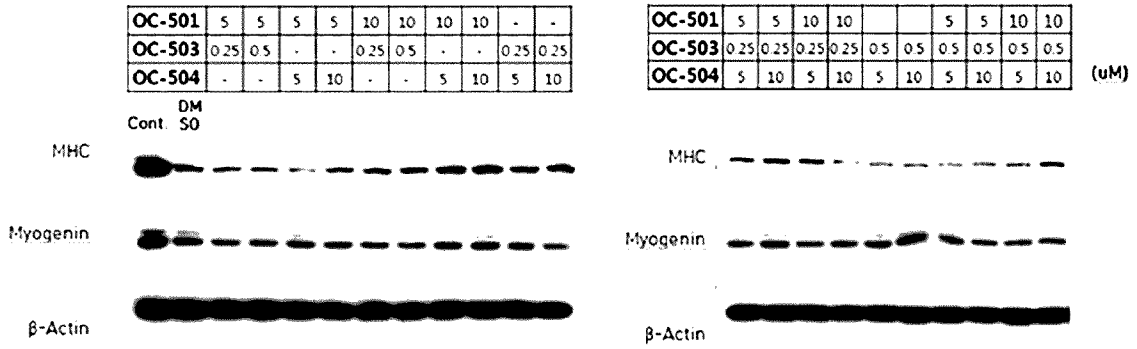 OC-501 5 5 5 5 10 10 10 10 - -
OC-503 0.25 0.5 - - 0.25 0.5 - - 0.25 0.25
OC-504 - - 5 10 - - 5 10 5 10
Cont. DM
SO
MHC
Myogenin
β-Actin
OC-501 5 5 10 10 5 5 10 10
OC-503 0.25 0.25 0.25 0.25 0.5 0.5 0.5 0.5 0.5 0.5
OC-504 5 10 5 10 5 10 5 10 5 10 (uM)
MHC
Myogenin
β-Actin